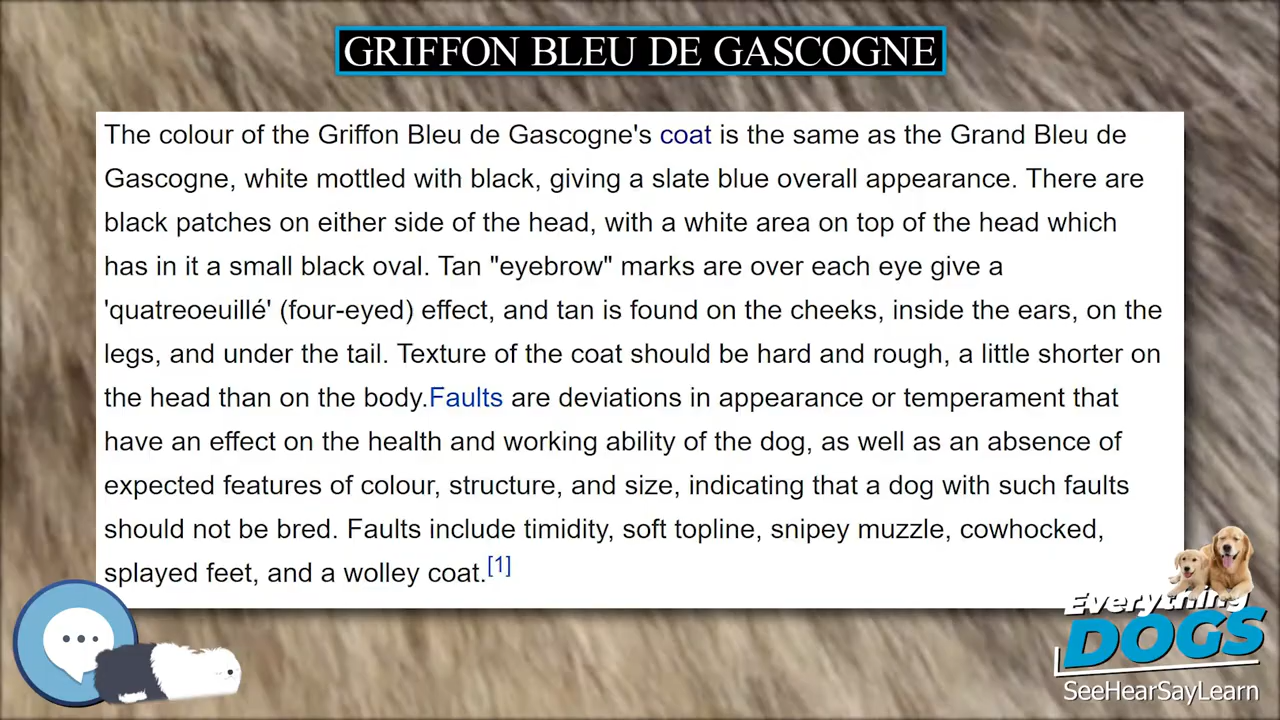 GRIFFON BLEU DE GASCOGNE
The colour of the Griffon Bleu de Gascogne's coat is the same as the Grand Bleu de
Gascogne, white mottled with black, giving a slate blue overall appearance. There are
black patches on either side of the head, with a white area on top of the head which
has in it a small black oval. Tan "eyebrow" marks are over each eye give a
'quatreoeuillé' (four-eyed) effect, and tan is found on the cheeks, inside the ears, on the
legs, and under the tail. Texture of the coat should be hard and rough, a little shorter on
the head than on the body.Faults are deviations in appearance or temperament that
have an effect on the health and working ability of the dog, as well as an absence of
expected features of colour, structure, and size, indicating that a dog with such faults
should not be bred. Faults include timidity, soft topline, snipey muzzle, cowhocked,
splayed feet, and a wolley coat.[1]
Everything
DOGS
SeeHearSayLearn